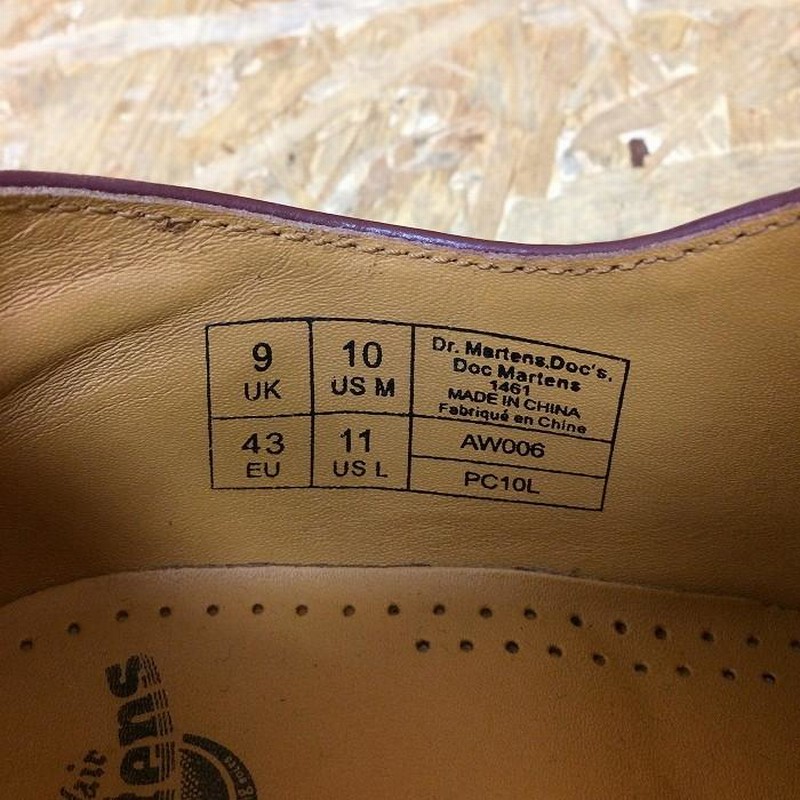 9
UK
10
US M
43
EU
11
US L
Dr. Martens,Doc's,
Doc Martens
1461
MADE IN CHINA
Fabriqué en Chine
AW006
PC10L